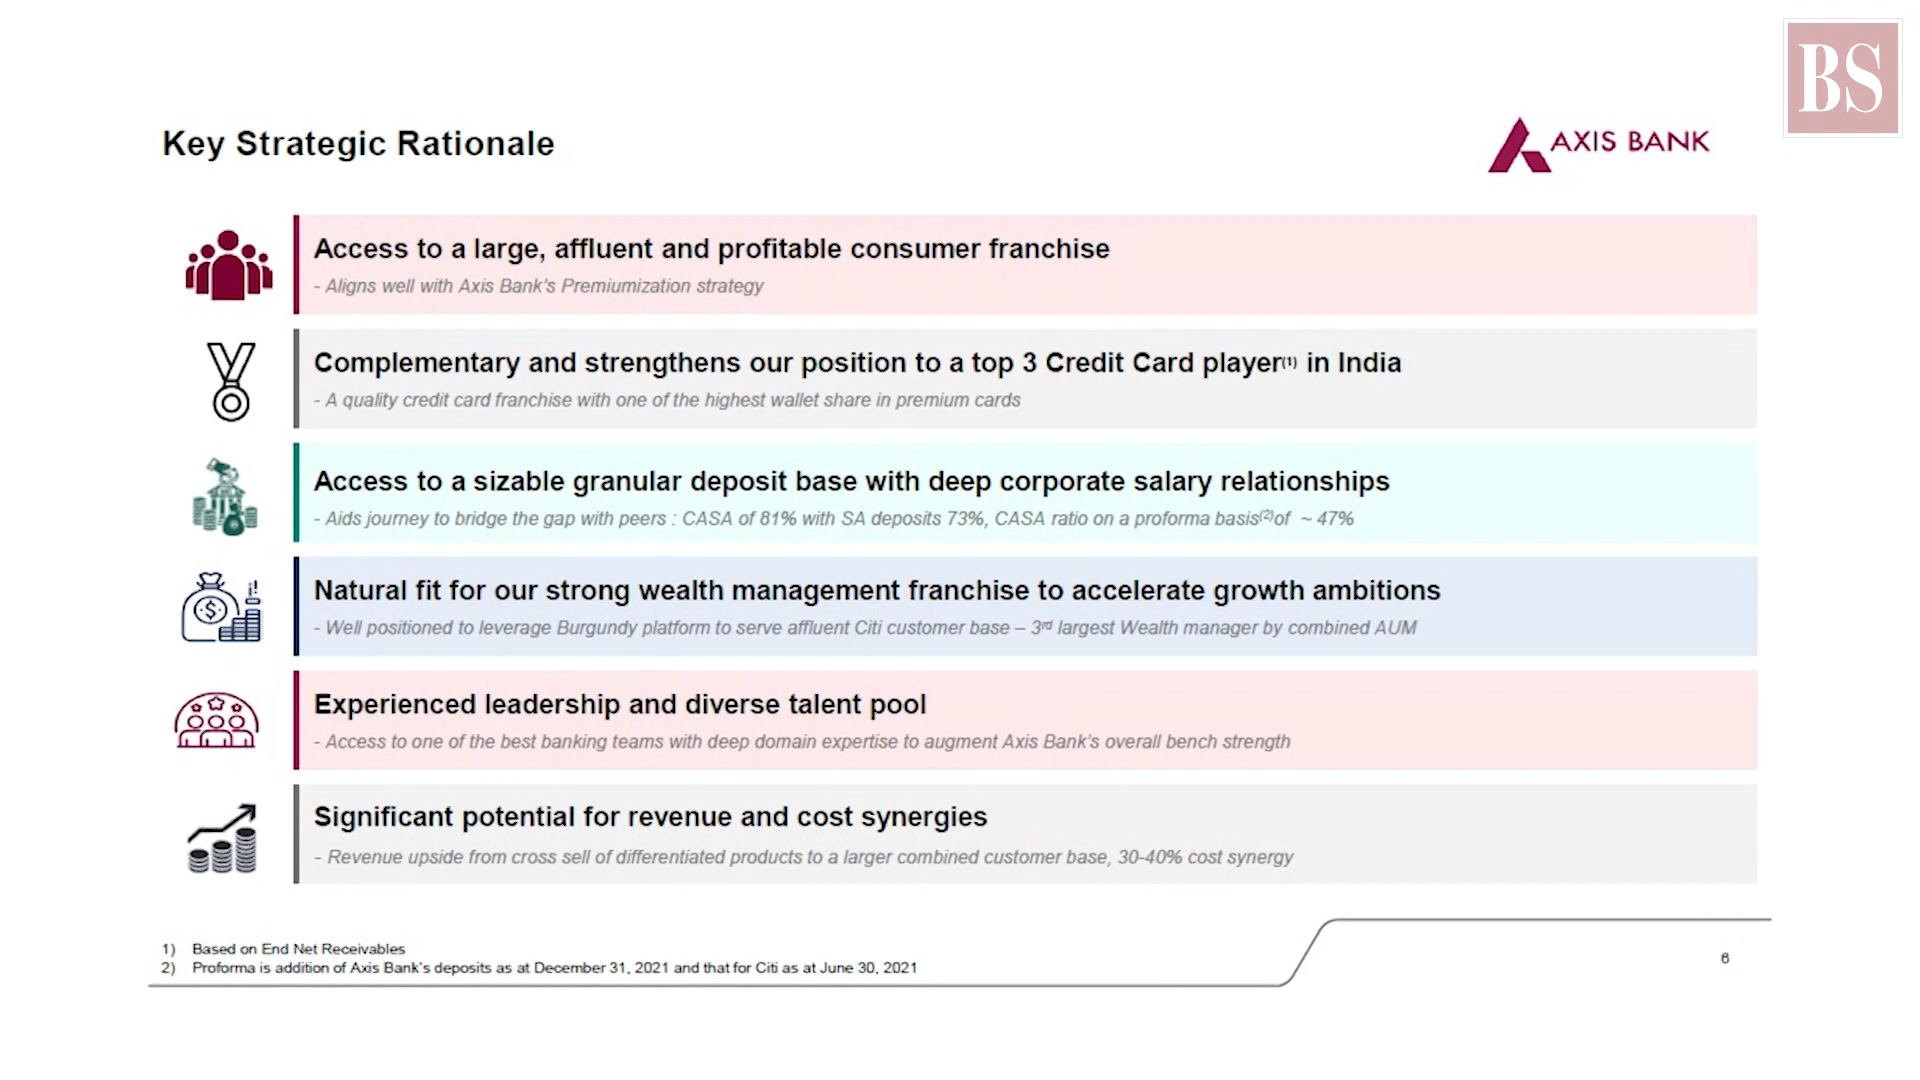 BS
Key Strategic Rationale
AXIS BANK
Access to a large, affluent and profitable consumer franchise
- Aligns well with Axis Bank's Premiumization strategy
Complementary and strengthens our position to a top 3 Credit Card player(1) in India
- A quality credit card franchise with one of the highest wallet share in premium cards
Access to a sizable granular deposit base with deep corporate salary relationships
- Aids journey to bridge the gap with peers : CASA of 81% with SA deposits 73%, CASA ratio on a proforma basis(2)of ~ 47%
Natural fit for our strong wealth management franchise to accelerate growth ambitions
- Well positioned to leverage Burgundy platform to serve affluent Citi customer base – 3rd largest Wealth manager by combined AUM
Experienced leadership and diverse talent pool
- Access to one of the best banking teams with deep domain expertise to augment Axis Bank's overall bench strength
Significant potential for revenue and cost synergies
- Revenue upside from cross sell of differentiated products to a larger combined customer base, 30-40% cost synergy
1) Based on End Net Receivables
2) Proforma is addition of Axis Bank's deposits as at December 31, 2021 and that for Citi as at June 30, 2021
6